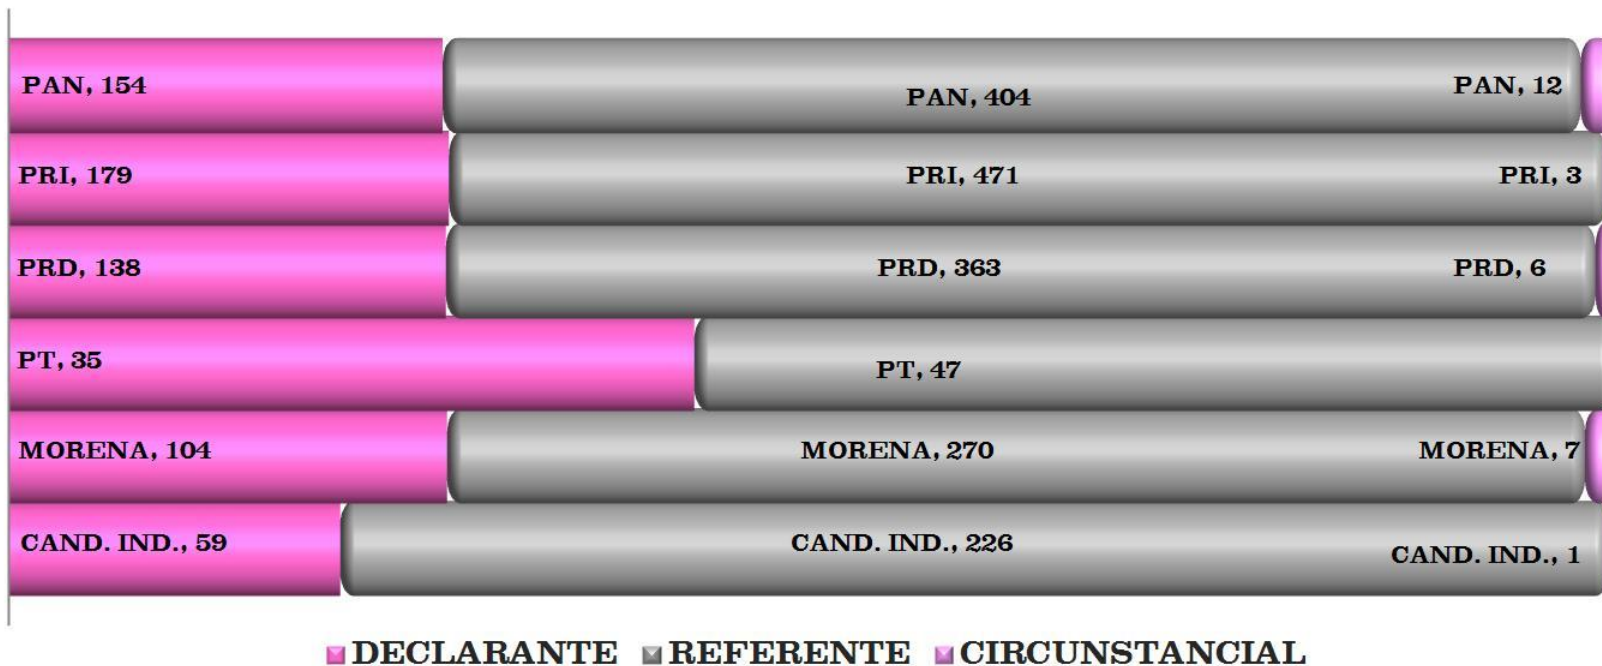 PAN, 154 PAN, 404 PAN, 12
PRI, 179 PRI, 471 PRI, 3
PRD, 138 PRD, 363 PRD, 6
PT, 35 PT, 47
MORENA, 104 MORENA, 270 MORENA, 7
CAND. IND., 59 CAND. IND., 226 CAND. IND., 1
DECLARANTE REFERENTE CIRCUNSTANCIAL